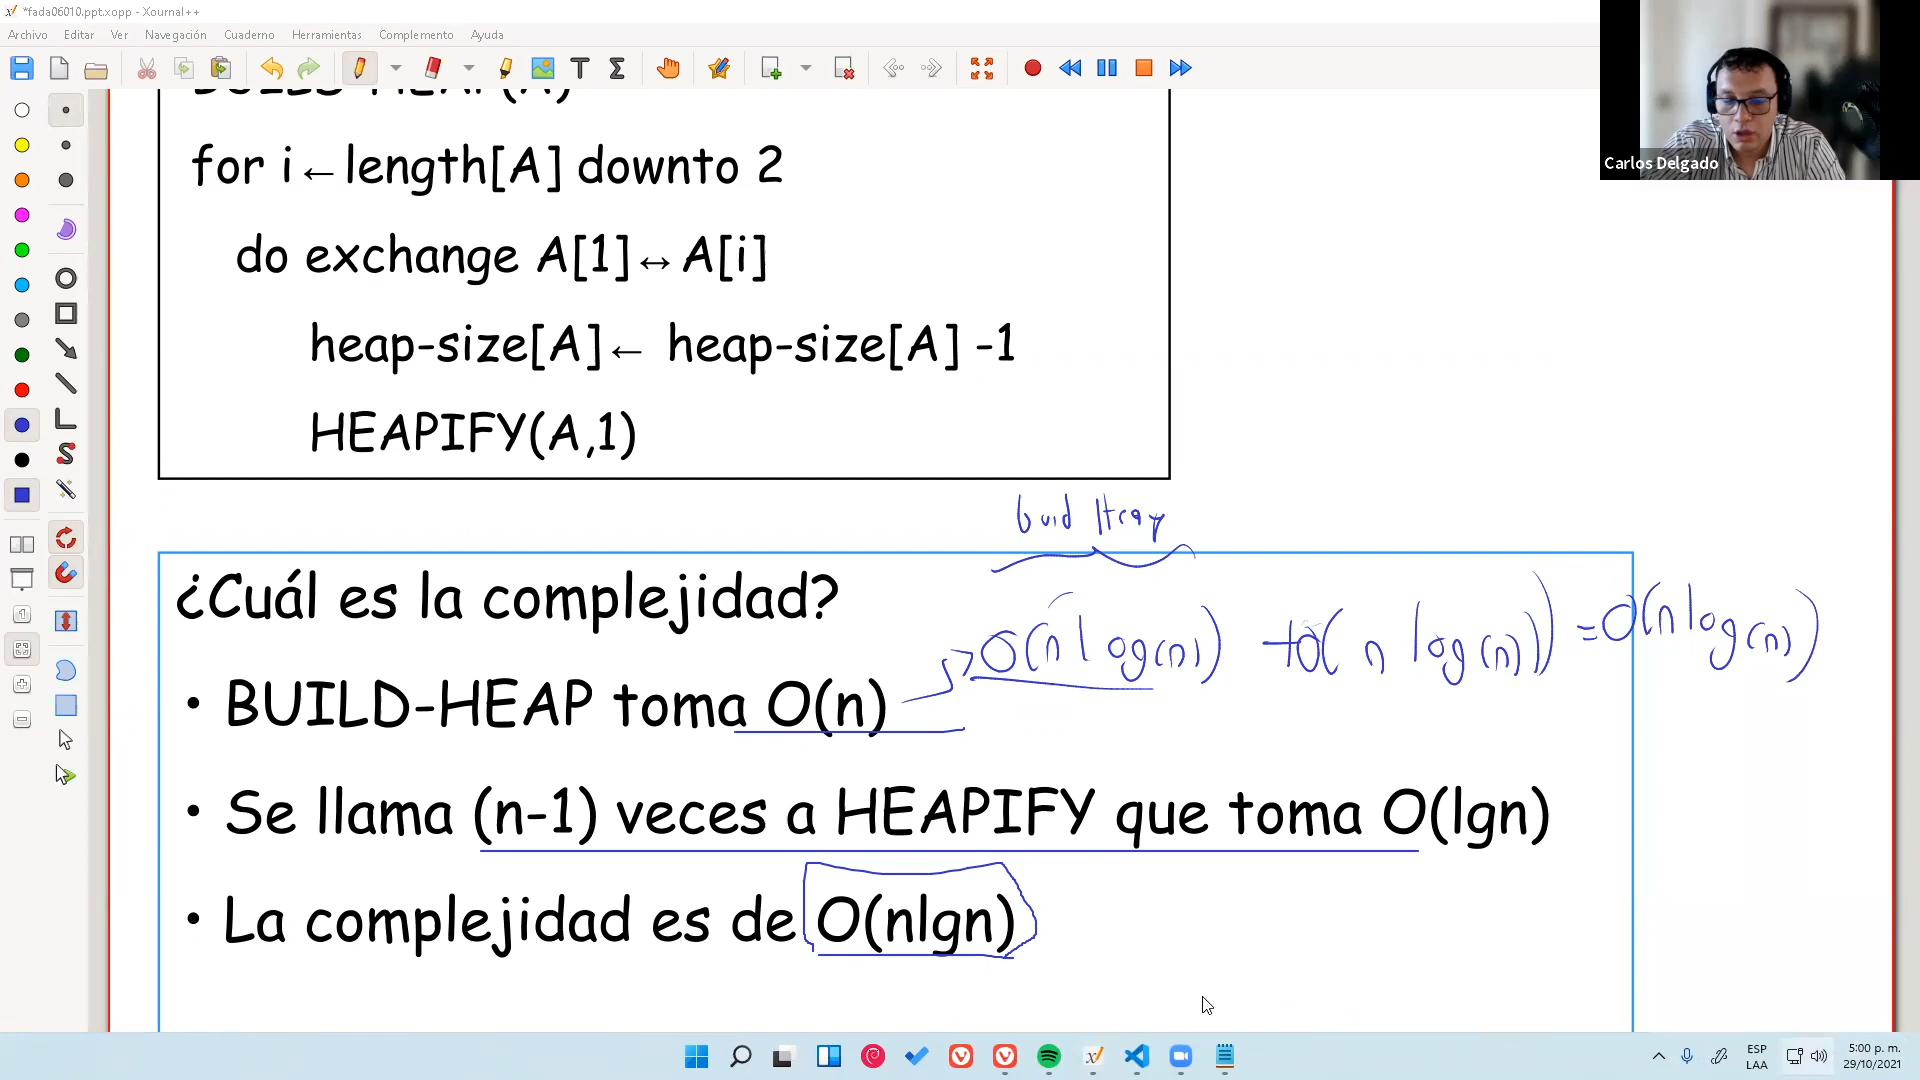 *fada06010.ppt.xopp - Xournal++
Archivo Editar Ver Navegación Cuaderno Herramientas Complemento Ayuda
Carlos Delgado
BUILD-HEAP(A)
for i←length[A] downto 2
do exchange A[1]↔A[i]
heap-size[A]← heap-size[A] -1
HEAPIFY(A,1)
¿Cuál es la complejidad?
O(n log(n)) + O(n log(n)) = O(n log(n))
• BUILD-HEAP toma O(n)
• Se llama (n-1) veces a HEAPIFY que toma O(lgn)
• La complejidad es de O(nlgn)
ESP
LAA
5:00 p. m.
29/10/2021